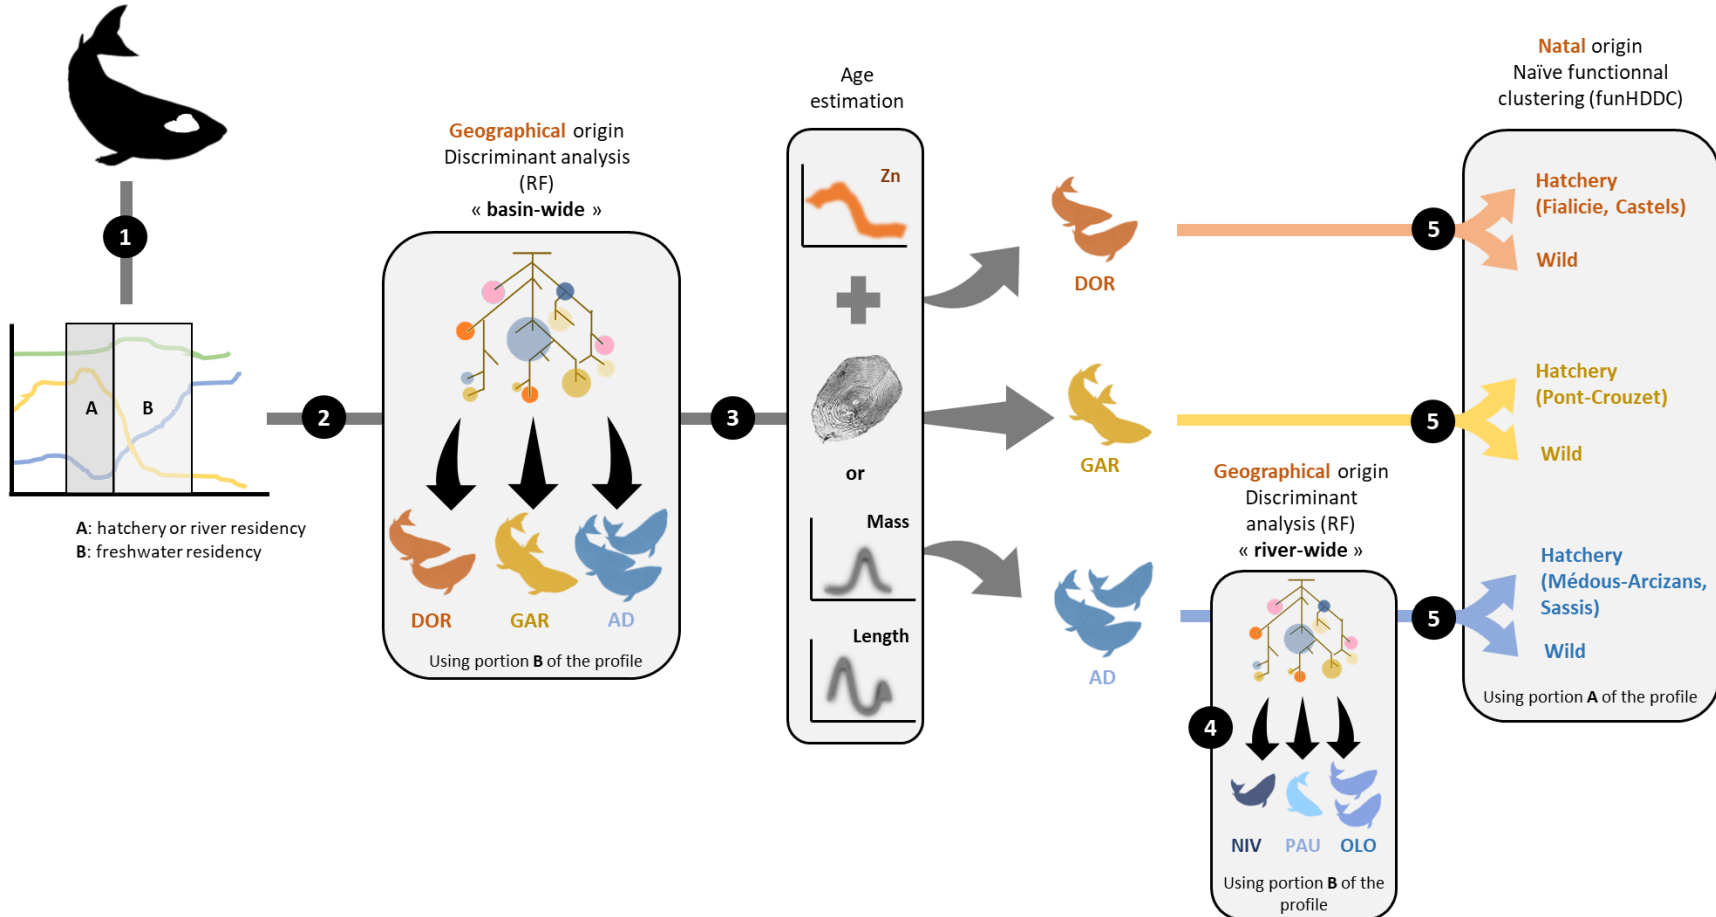 1
A
B
A: hatchery or river residency
B: freshwater residency
2
Geographical origin
Discriminant analysis
(RF)
« basin-wide »
DOR
GAR
AD
Using portion B of the profile
3
Age
estimation
Zn
or
Mass
Length
DOR
GAR
AD
Geographical origin
Discriminant
analysis (RF)
« river-wide »
4
NIV
PAU
OLO
Using portion B of the
profile
Natal origin
Naïve functionnal
clustering (funHDDC)
5
Hatchery
(Fialicie, Castels)
Wild
5
Hatchery
(Pont-Crouzet)
Wild
5
Hatchery
(Médous-Arcizans,
Sassis)
Wild
Using portion A of the profile